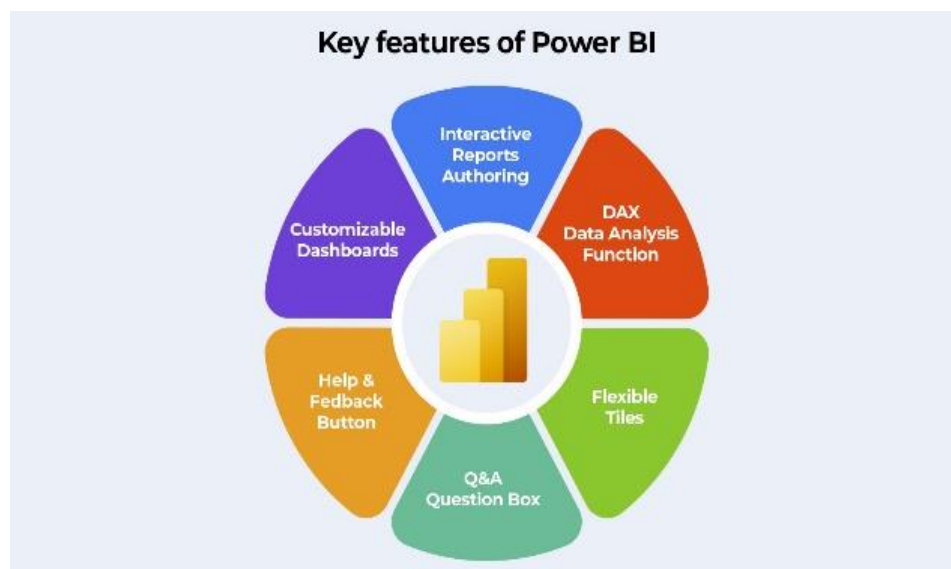 Key features of Power BI
Interactive
Reports
Authoring
DAX
Data Analysis
Function
Flexible
Tiles
Q&A
Question Box
Help &
Fedback
Button
Customizable
Dashboards